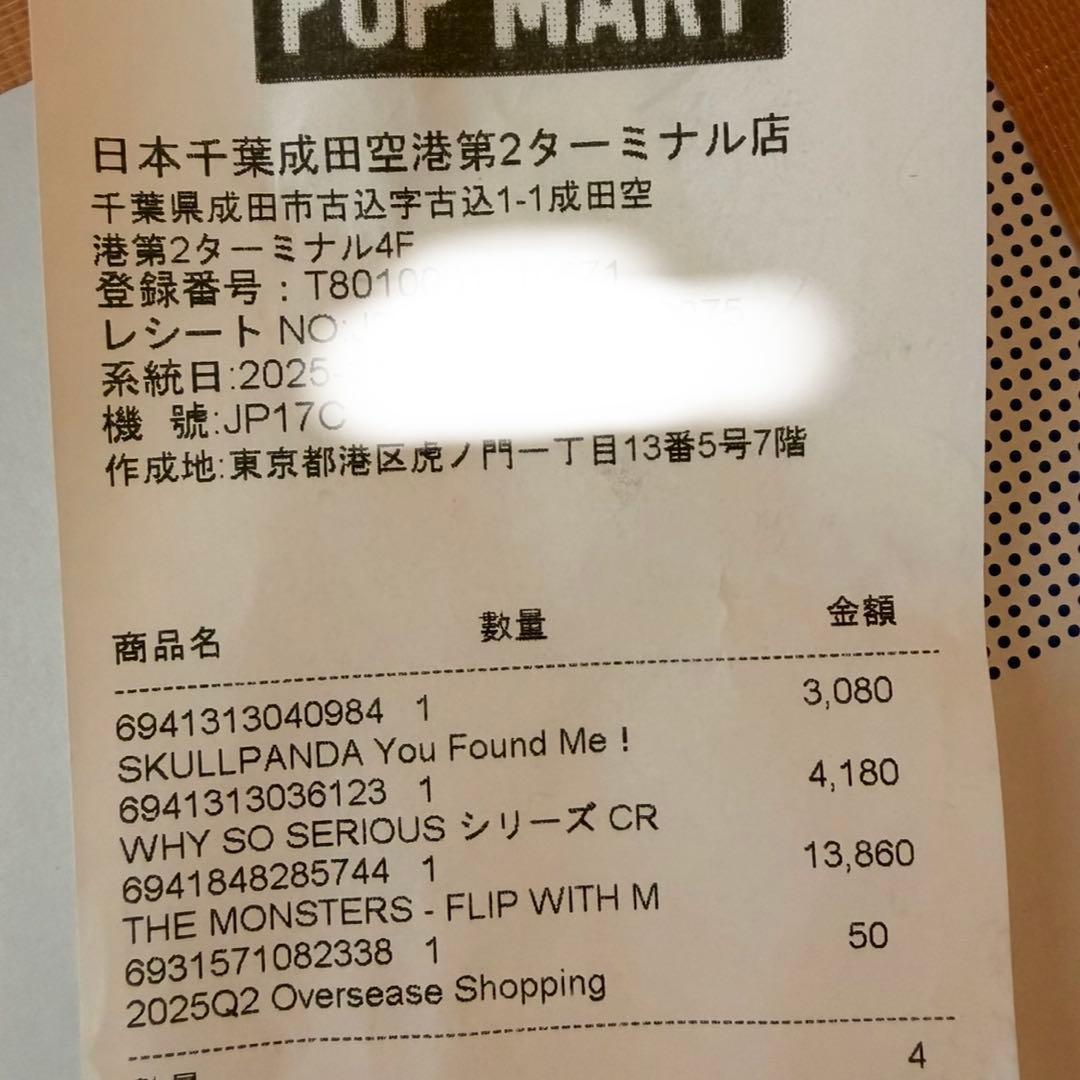 POP MART
日本千葉成田空港第2ターミナル店
千葉県成田市古込字古込1-1成田空
港第2ターミナル4F
登録番号：T8010
レシート NO:
系統日:2025-
機 號:JP17C
作成地:東京都港区虎ノ門一丁目13番5号7階
商品名 數量 金額
6941313040984 1 3,080
SKULLPANDA You Found Me！
6941313036123 1 4,180
WHY SO SERIOUS シリーズ CR
6941848285744 1 13,860
THE MONSTERS - FLIP WITH M
6931571082338 1 50
2025Q2 Oversease Shopping
4